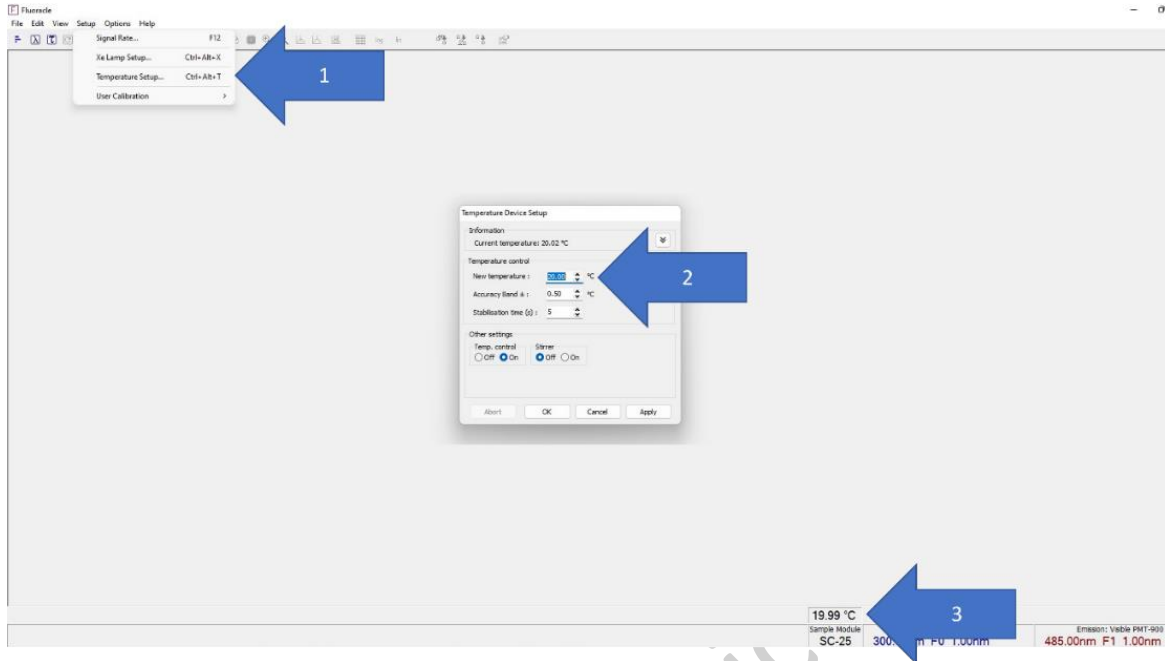 Fluoracle
File Edit View Setup Options Help
Signal Rate... F12
Xe Lamp Setup... Ctrl+Alt+X
Temperature Setup... Ctrl+Alt+T
User Calibration >
1
Temperature Device Setup
Information
Current temperature: 20.02 °C
Temperature control
New temperature : 20.00 °C
2
Accuracy Band ± : 0.50 °C
Stabilisation time (s) : 5
Other settings
Temp. control Stirrer
Off On Off On
Abort OK Cancel Apply
19.99 °C
3
Sample Module
Emission: Visible PMT-900
SC-25
485.00nm F1 1.00nm